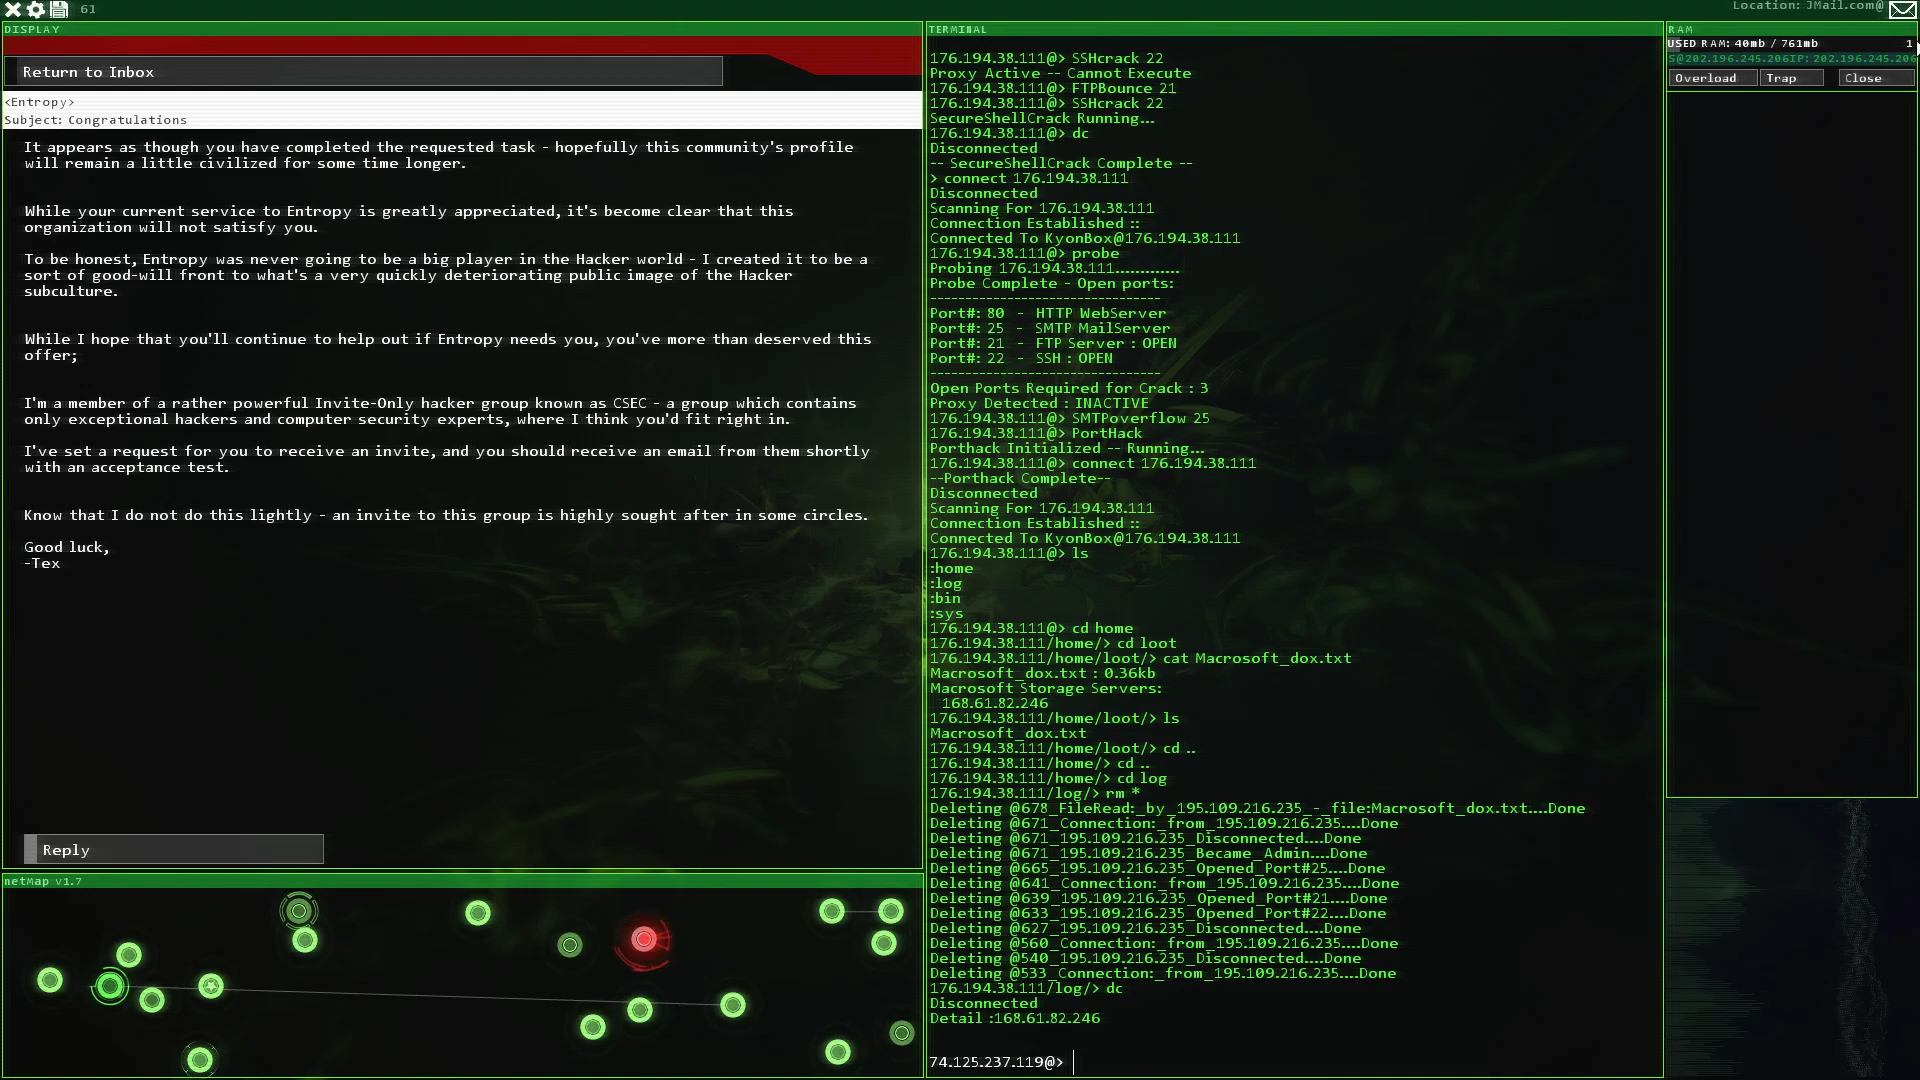 61
Location: JMail.com@
DISPLAY
Return to Inbox
<Entropy>
Subject: Congratulations
It appears as though you have completed the requested task - hopefully this community's profile
will remain a little civilized for some time longer.
While your current service to Entropy is greatly appreciated, it's become clear that this
organization will not satisfy you.
To be honest, Entropy was never going to be a big player in the Hacker world - I created it to be a
sort of good-will front to what's a very quickly deteriorating public image of the Hacker
subculture.
While I hope that you'll continue to help out if Entropy needs you, you've more than deserved this
offer;
I'm a member of a rather powerful Invite-Only hacker group known as CSEC - a group which contains
only exceptional hackers and computer security experts, where I think you'd fit right in.
I've set a request for you to receive an invite, and you should receive an email from them shortly
with an acceptance test.
Know that I do not do this lightly - an invite to this group is highly sought after in some circles.
Good luck,
-Tex
Reply
netMap v1.7
TERMINAL
176.194.38.111@> SSHcrack 22
Proxy Active -- Cannot Execute
176.194.38.111@> FTPBounce 21
176.194.38.111@> SSHcrack 22
SecureShellCrack Running...
176.194.38.111@> dc
Disconnected
-- SecureShellCrack Complete --
> connect 176.194.38.111
Disconnected
Scanning For 176.194.38.111
Connection Established ::
Connected To KyonBox@176.194.38.111
176.194.38.111@> probe
Probing 176.194.38.111.............
Probe Complete - Open ports:
------------------------------
Port#: 80 - HTTP WebServer
Port#: 25 - SMTP MailServer
Port#: 21 - FTP Server : OPEN
Port#: 22 - SSH : OPEN
------------------------------
Open Ports Required for Crack : 3
Proxy Detected : INACTIVE
176.194.38.111@> SMTPoverflow 25
176.194.38.111@> PortHack
Porthack Initialized -- Running...
176.194.38.111@> connect 176.194.38.111
--Porthack Complete--
Disconnected
Scanning For 176.194.38.111
Connection Established ::
Connected To KyonBox@176.194.38.111
176.194.38.111@> ls
:home
:log
:bin
:sys
176.194.38.111@> cd home
176.194.38.111/home/> cd loot
176.194.38.111/home/loot/> cat Macrosoft_dox.txt
Macrosoft_dox.txt : 0.36kb
Macrosoft Storage Servers:
168.61.82.246
176.194.38.111/home/loot/> ls
Macrosoft_dox.txt
176.194.38.111/home/loot/> cd ..
176.194.38.111/home/> cd ..
176.194.38.111/home/> cd log
176.194.38.111/log/> rm *
Deleting @678_FileRead:_by_195.109.216.235_-_file:Macrosoft_dox.txt....Done
Deleting @671_Connection:_from_195.109.216.235....Done
Deleting @671_195.109.216.235_Disconnected....Done
Deleting @671_195.109.216.235_Became_Admin....Done
Deleting @665_195.109.216.235_Opened_Port#25....Done
Deleting @641_Connection:_from_195.109.216.235....Done
Deleting @639_195.109.216.235_Opened_Port#21....Done
Deleting @633_195.109.216.235_Opened_Port#22....Done
Deleting @627_195.109.216.235_Disconnected....Done
Deleting @560_Connection:_from_195.109.216.235....Done
Deleting @540_195.109.216.235_Disconnected....Done
Deleting @533_Connection:_from_195.109.216.235....Done
176.194.38.111/log/> dc
Disconnected
Detail :168.61.82.246
74.125.237.119@>
RAM
USED RAM: 40mb / 761mb 1
S@202.196.245.206IP: 202.196.245.206
Overload Trap Close